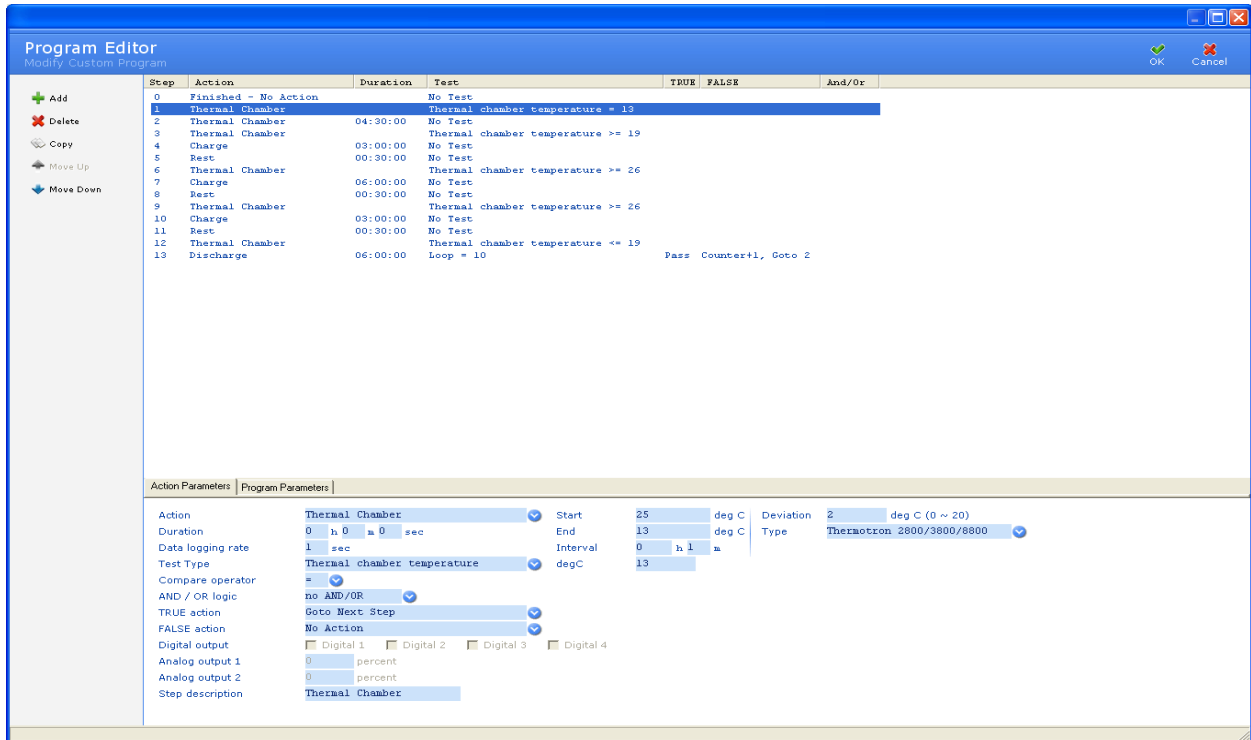 Program Editor
Modify Custom Program
OK
Cancel
Add
Delete
Copy
Move Up
Move Down
Step Action Duration Test TRUE FALSE And/Or
0 Finished - No Action No Test
1 Thermal Chamber Thermal chamber temperature = 13
2 Thermal Chamber 04:30:00 No Test
3 Thermal Chamber Thermal chamber temperature >= 19
4 Charge 03:00:00 No Test
5 Rest 00:30:00 No Test
6 Thermal Chamber Thermal chamber temperature >= 26
7 Charge 06:00:00 No Test
8 Rest 00:30:00 No Test
9 Thermal Chamber Thermal chamber temperature >= 26
10 Charge 03:00:00 No Test
11 Rest 00:30:00 No Test
12 Thermal Chamber Thermal chamber temperature <= 19
13 Discharge 06:00:00 Loop = 10 Pass Counter+1, Goto 2
Action Parameters Program Parameters
Action Thermal Chamber Start 25 deg C Deviation 2 deg C (0 ~ 20)
Duration 0 h 0 m 0 sec End 13 deg C Type Thermotron 2800/3800/8800
Data logging rate 1 sec Interval 0 h 1 m
Test Type Thermal chamber temperature degC 13
Compare operator =
AND / OR logic no AND/OR
TRUE action Goto Next Step
FALSE action No Action
Digital output Digital 1 Digital 2 Digital 3 Digital 4
Analog output 1 0 percent
Analog output 2 0 percent
Step description Thermal Chamber